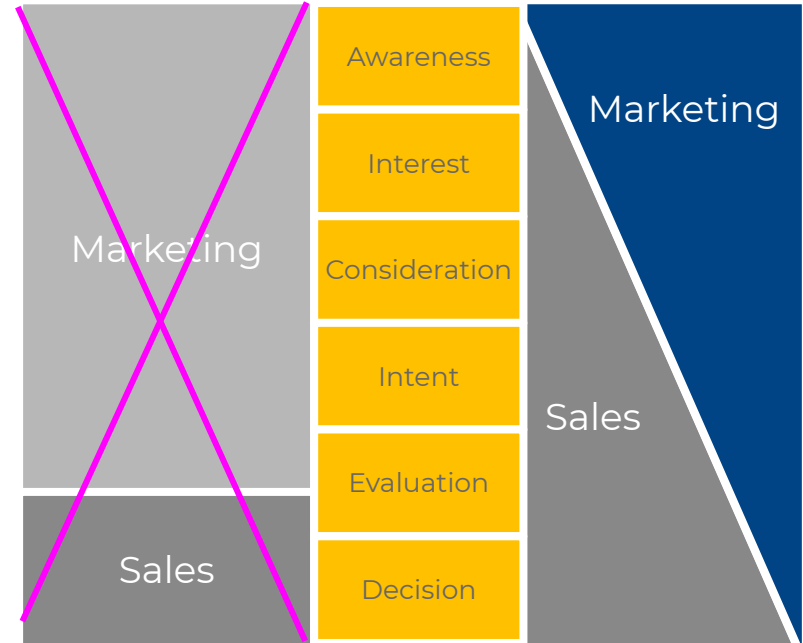 Marketing
Sales
Awareness
Interest
Consideration
Intent
Evaluation
Decision
Marketing
Sales